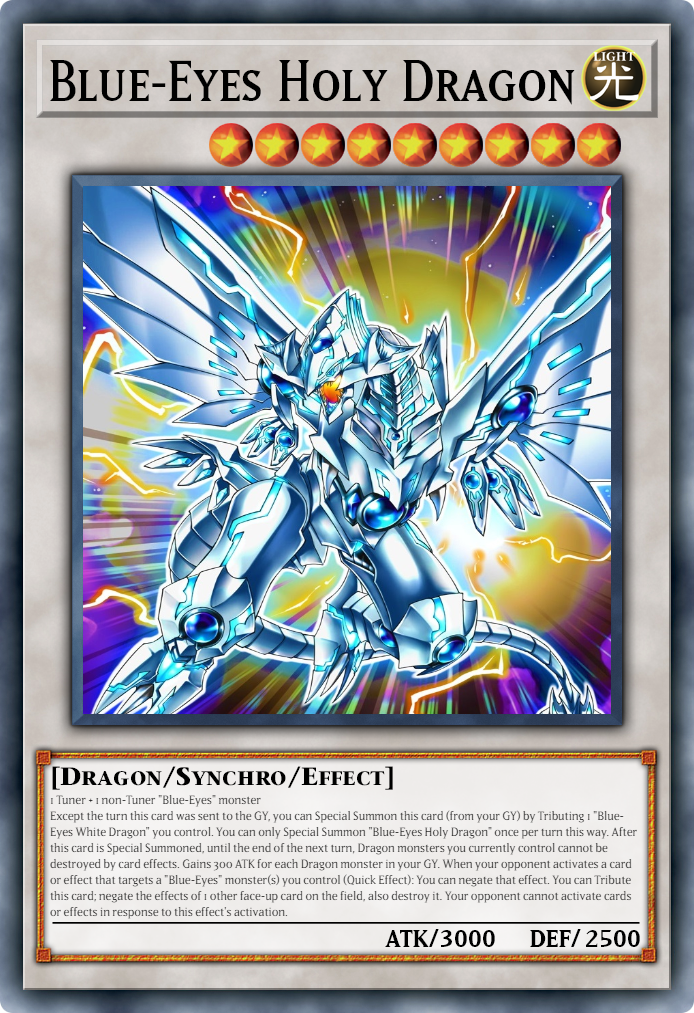 Blue-Eyes Holy Dragon
LIGHT
光
[Dragon/Synchro/Effect]
1 Tuner + 1 non-Tuner "Blue-Eyes" monster
Except the turn this card was sent to the GY, you can Special Summon this card (from your GY) by Tributing 1 "Blue-
Eyes White Dragon" you control. You can only Special Summon "Blue-Eyes Holy Dragon" once per turn this way. After
this card is Special Summoned, until the end of the next turn, Dragon monsters you currently control cannot be
destroyed by card effects. Gains 300 ATK for each Dragon monster in your GY. When your opponent activates a card
or effect that targets a "Blue-Eyes" monster(s) you control (Quick Effect): You can negate that effect. You can Tribute
this card; negate the effects of 1 other face-up card on the field, also destroy it. Your opponent cannot activate cards
or effects in response to this effect's activation.
ATK/3000 DEF/2500